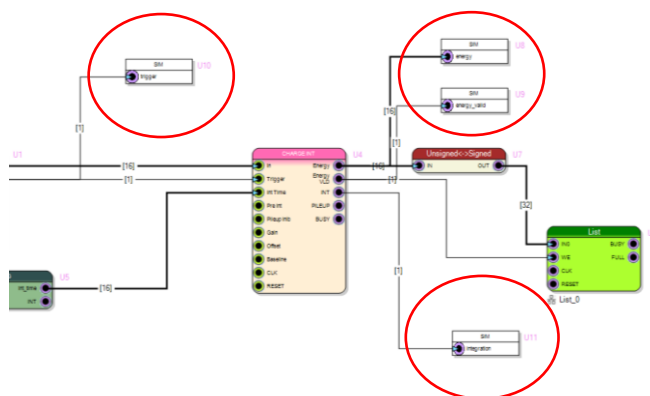 SIM
U10
trigger
SIM
U8
energy
SIM
U9
energy_valid
[1]
[16]
[1]
U1
CHARGE INT
U4
Unsigned<->Signed
U7
[16]
In
Energy
[16]
IN
OUT
[1]
Trigger
Energy VLD
[1]
Int Time
INT
[32]
Pre Int
PILEUP
List
Pileup Inib
BUSY
Gain
IN0
BUSY
Offset
WE
FULL
Baseline
CLK
CLK
RESET
RESET
U5
Int_time
[16]
INT
[1]
List_0
SIM
U11
integration